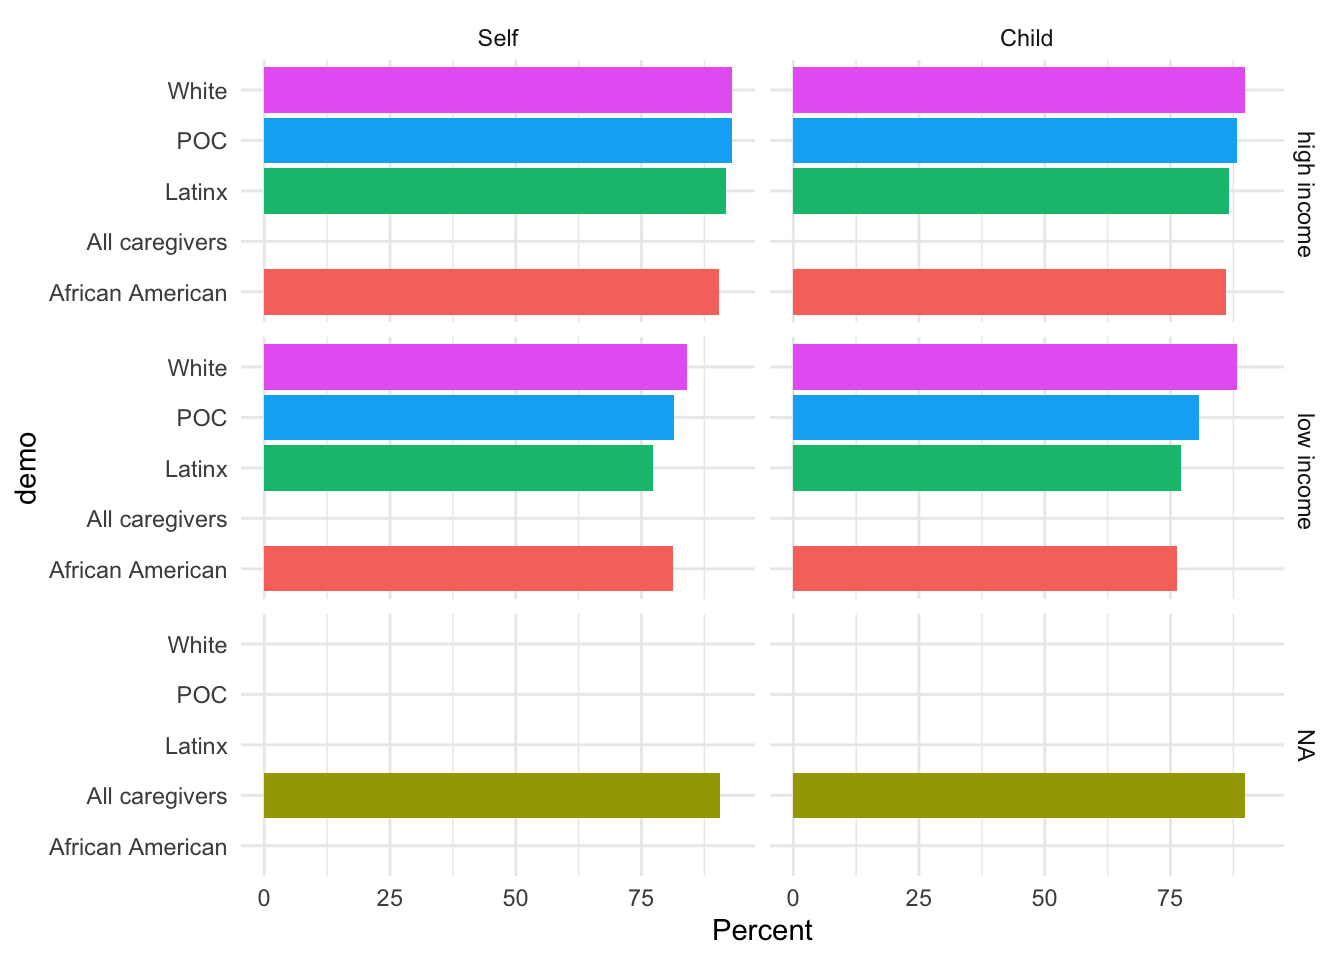 Self
Child
White
POC
Latinx
All caregivers
African American
high income
White
POC
Latinx
All caregivers
African American
low income
White
POC
Latinx
All caregivers
African American
NA
demo
0 25 50 75
0 25 50 75
Percent